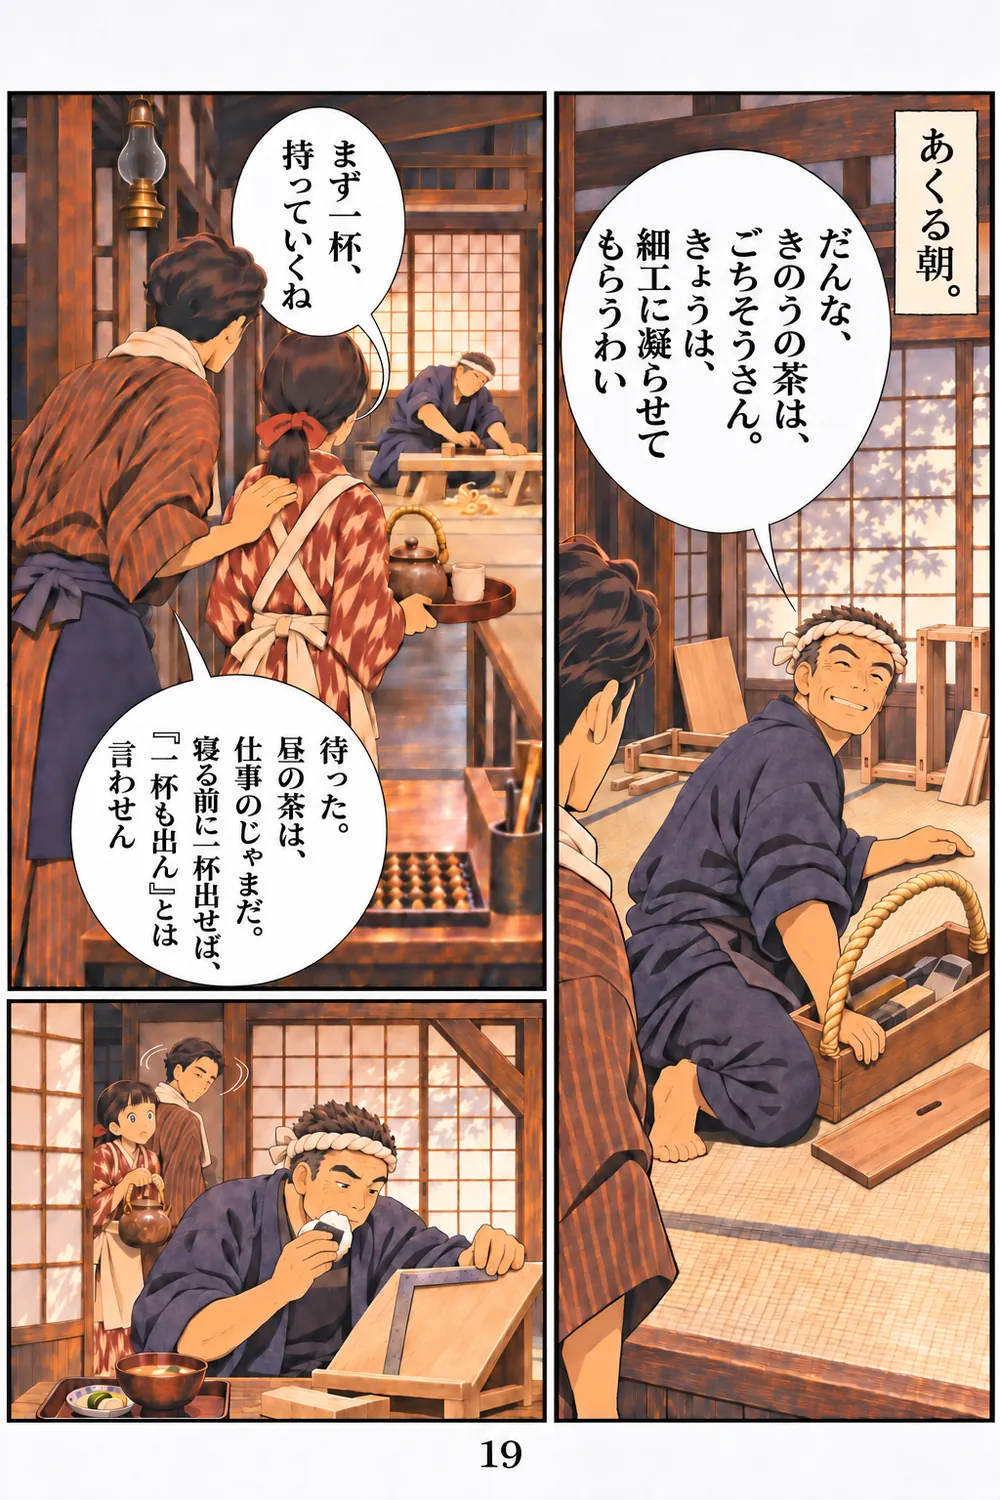 あくる朝。
だんな、
きのうの茶は、
ごちそうさん。
きょうは、
細工に凝らせて
もらうわい
まず一杯、
持っていくね
待った。
昼の茶は、
仕事のじゃまだ。
寝る前に一杯出せば、
『一杯も出ん』とは
言わせん
19